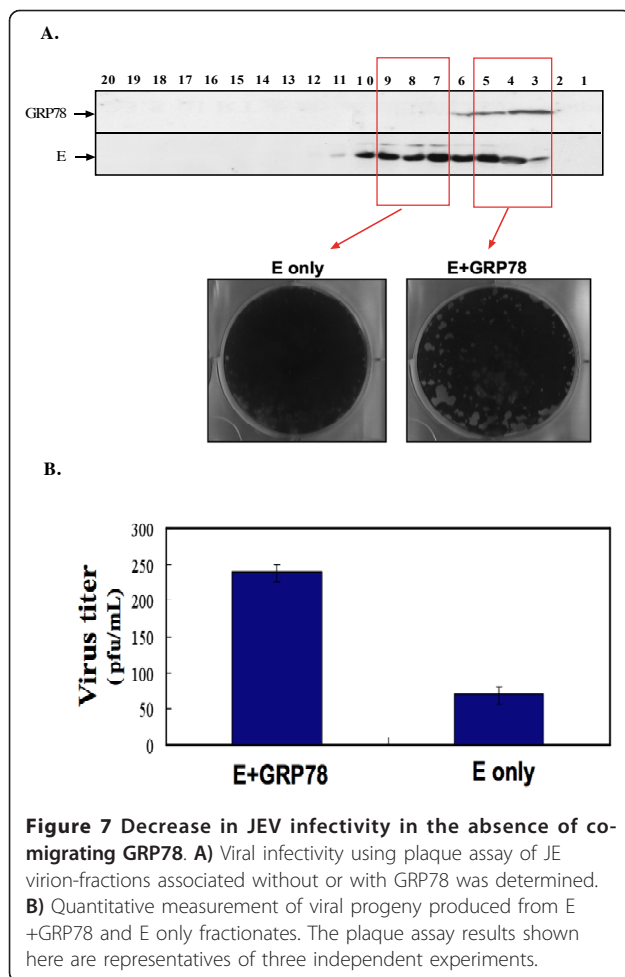 A.
20 19 18 17 16 15 14 13 12 11 10 9 8 7 6 5 4 3 2 1
GRP78
E
E only E+GRP78
B.
300
250
200
150
100
50
0
Virus titer
(pfu/mL)
E+GRP78 E only
Figure 7 Decrease in JEV infectivity in the absence of co-
migrating GRP78. A) Viral infectivity using plaque assay of JE
virion-fractions associated without or with GRP78 was determined.
B) Quantitative measurement of viral progeny produced from E
+GRP78 and E only fractionates. The plaque assay results shown
here are representatives of three independent experiments.